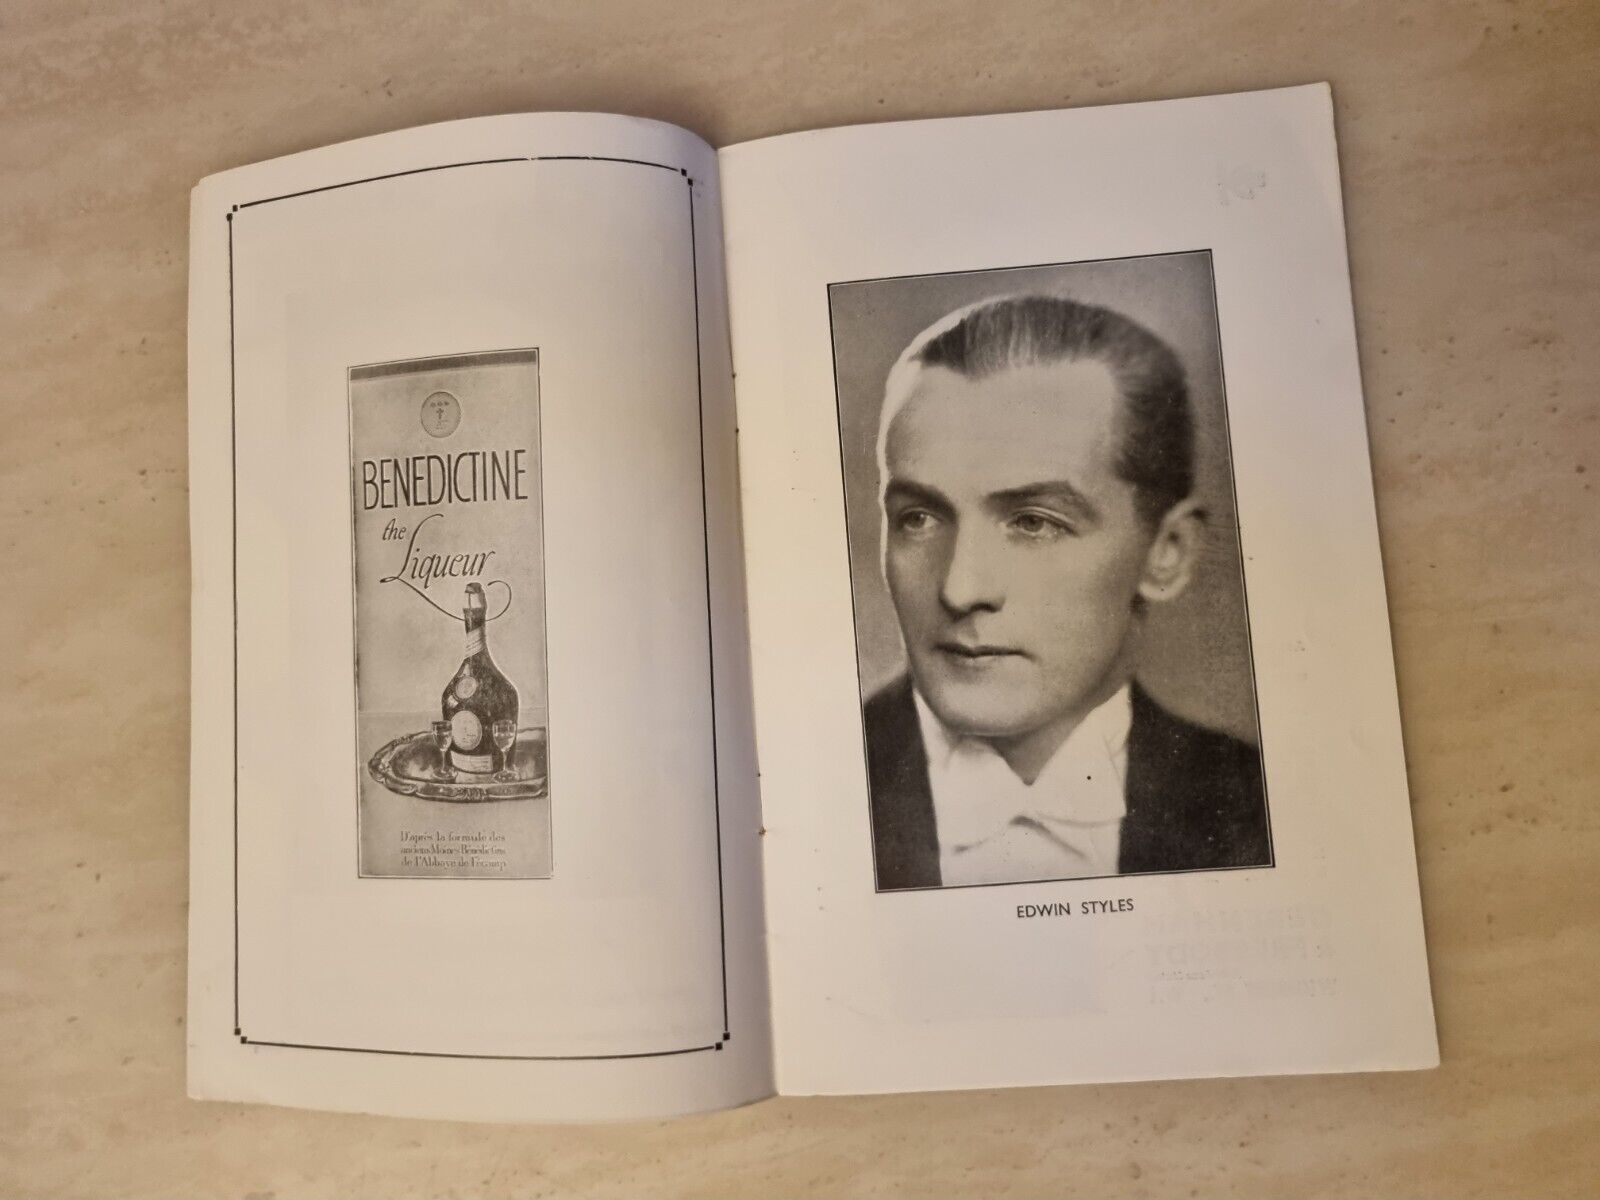 BENEDICTINE
the
Liqueur
D'après la formule des
anciens Moines Bénédictins
de l'Abbaye de Fécamp
EDWIN STYLES